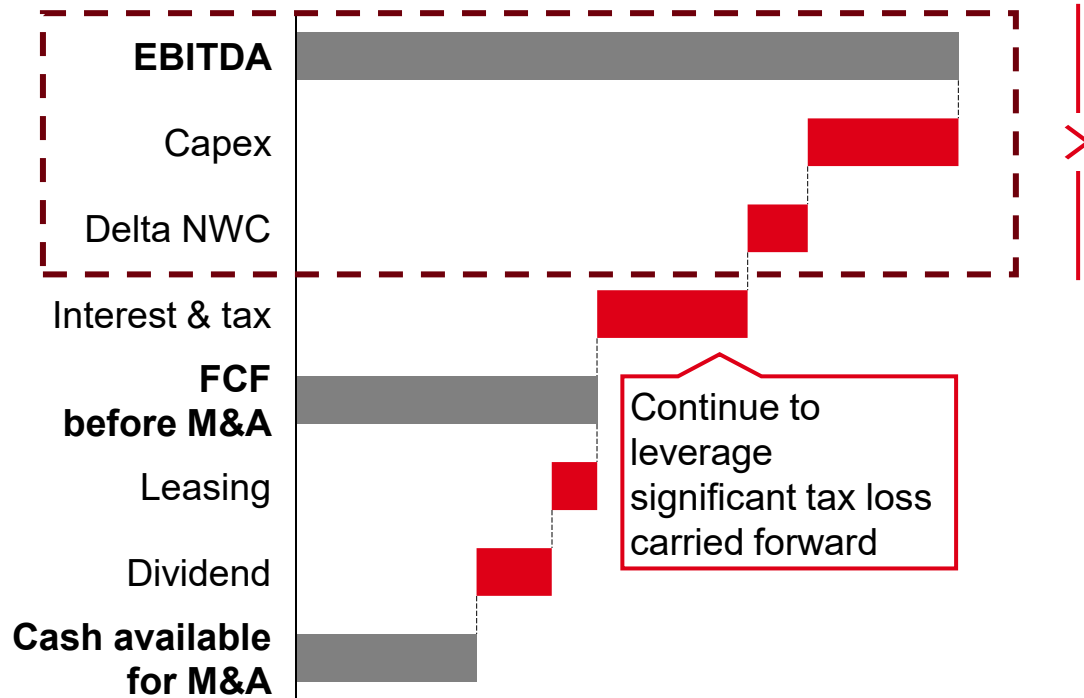 EBITDA
Capex
Delta NWC
Interest & tax
FCF
before M&A
Continue to
leverage
significant tax loss
carried forward
Leasing
Dividend
Cash available
for M&A